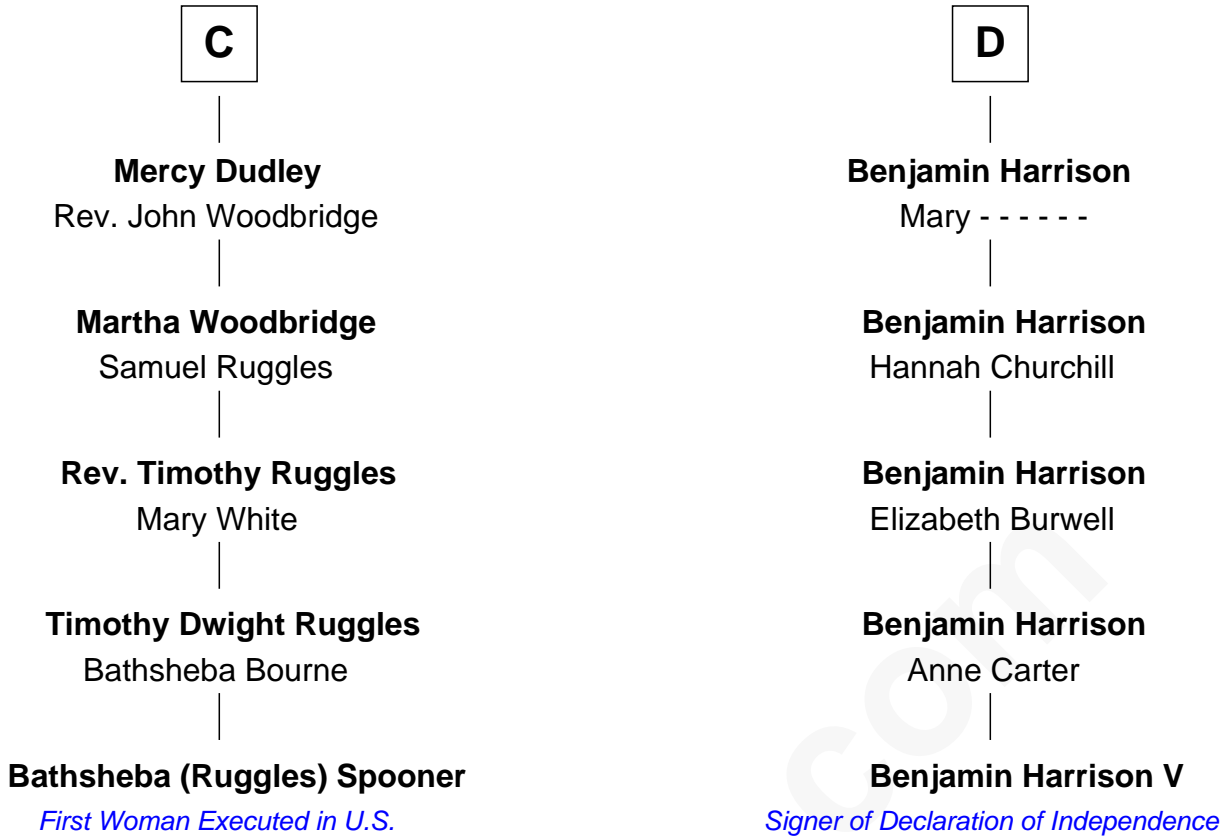 C
Mercy Dudley
Rev. John Woodbridge
Martha Woodbridge
Samuel Ruggles
Rev. Timothy Ruggles
Mary White
Timothy Dwight Ruggles
Bathsheba Bourne
Bathsheba (Ruggles) Spooner
First Woman Executed in U.S.
D
Benjamin Harrison
Mary - - - - - -
Benjamin Harrison
Hannah Churchill
Benjamin Harrison
Elizabeth Burwell
Benjamin Harrison
Anne Carter
Benjamin Harrison V
Signer of Declaration of Independence
com